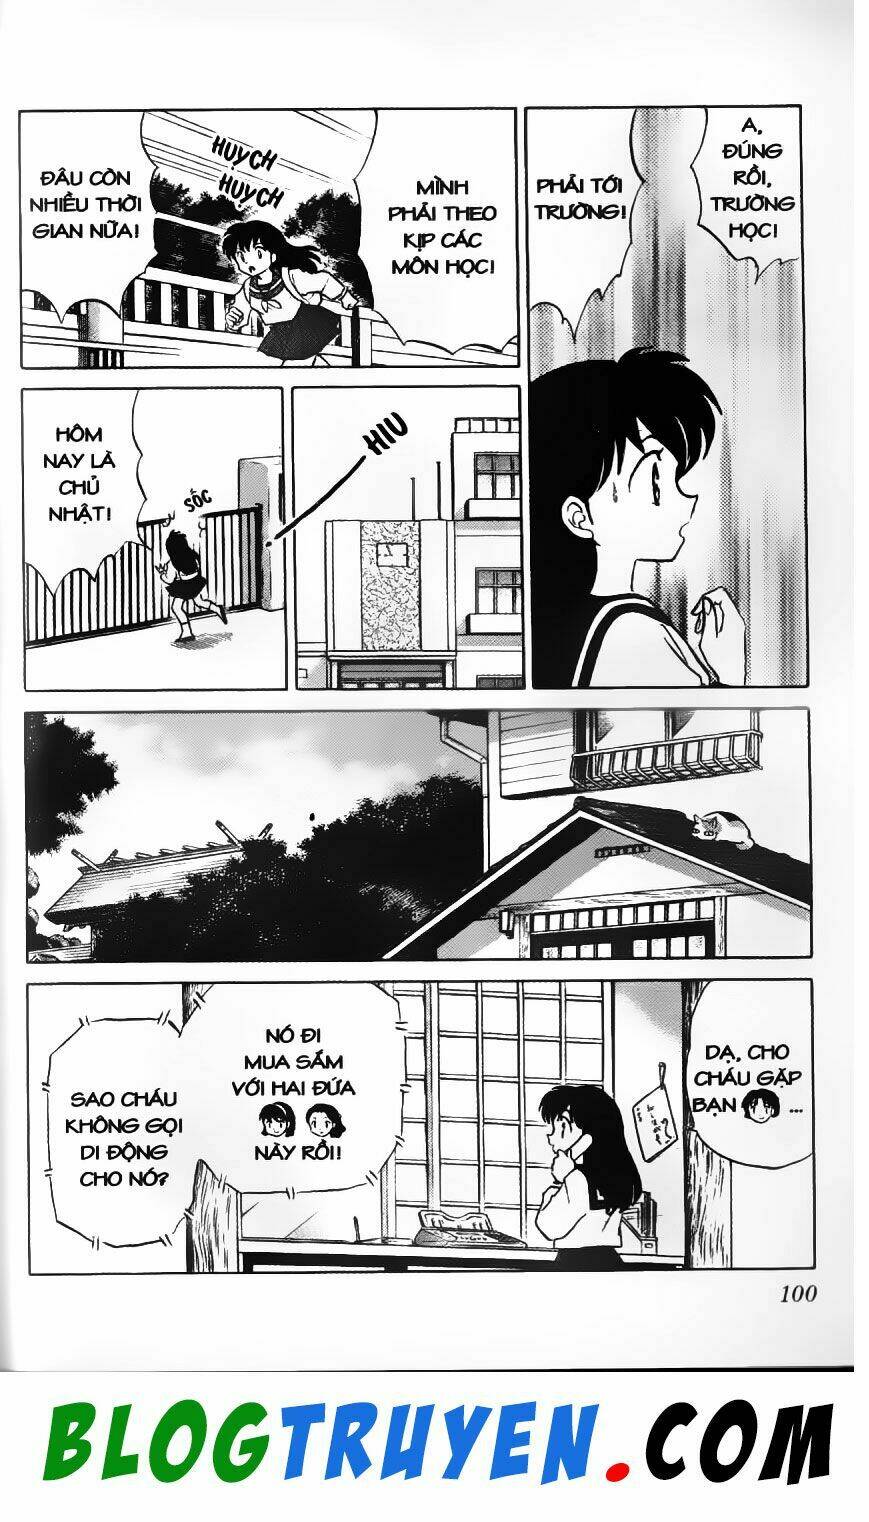 A,
ĐÚNG
RỒI,
TRƯỜNG
HỌC!
PHẢI TỚI
TRƯỜNG!
MÌNH
PHẢI THEO
KỊP CÁC
MÔN HỌC!
HUỴCH
HUỴCH
ĐÂU CÒN
NHIỀU THỜI
GIAN NỮA!
HIU
SỐC
HÔM
NAY LÀ
CHỦ
NHẬT!
DẠ, CHO
CHÁU GẶP
BẠN ...
NÓ ĐI
MUA SẮM
VỚI HAI ĐỨA
NÀY RỒI!
SAO CHÁU
KHÔNG GỌI
DI ĐỘNG
CHO NÓ?
100
BLOGTRUYEN.COM